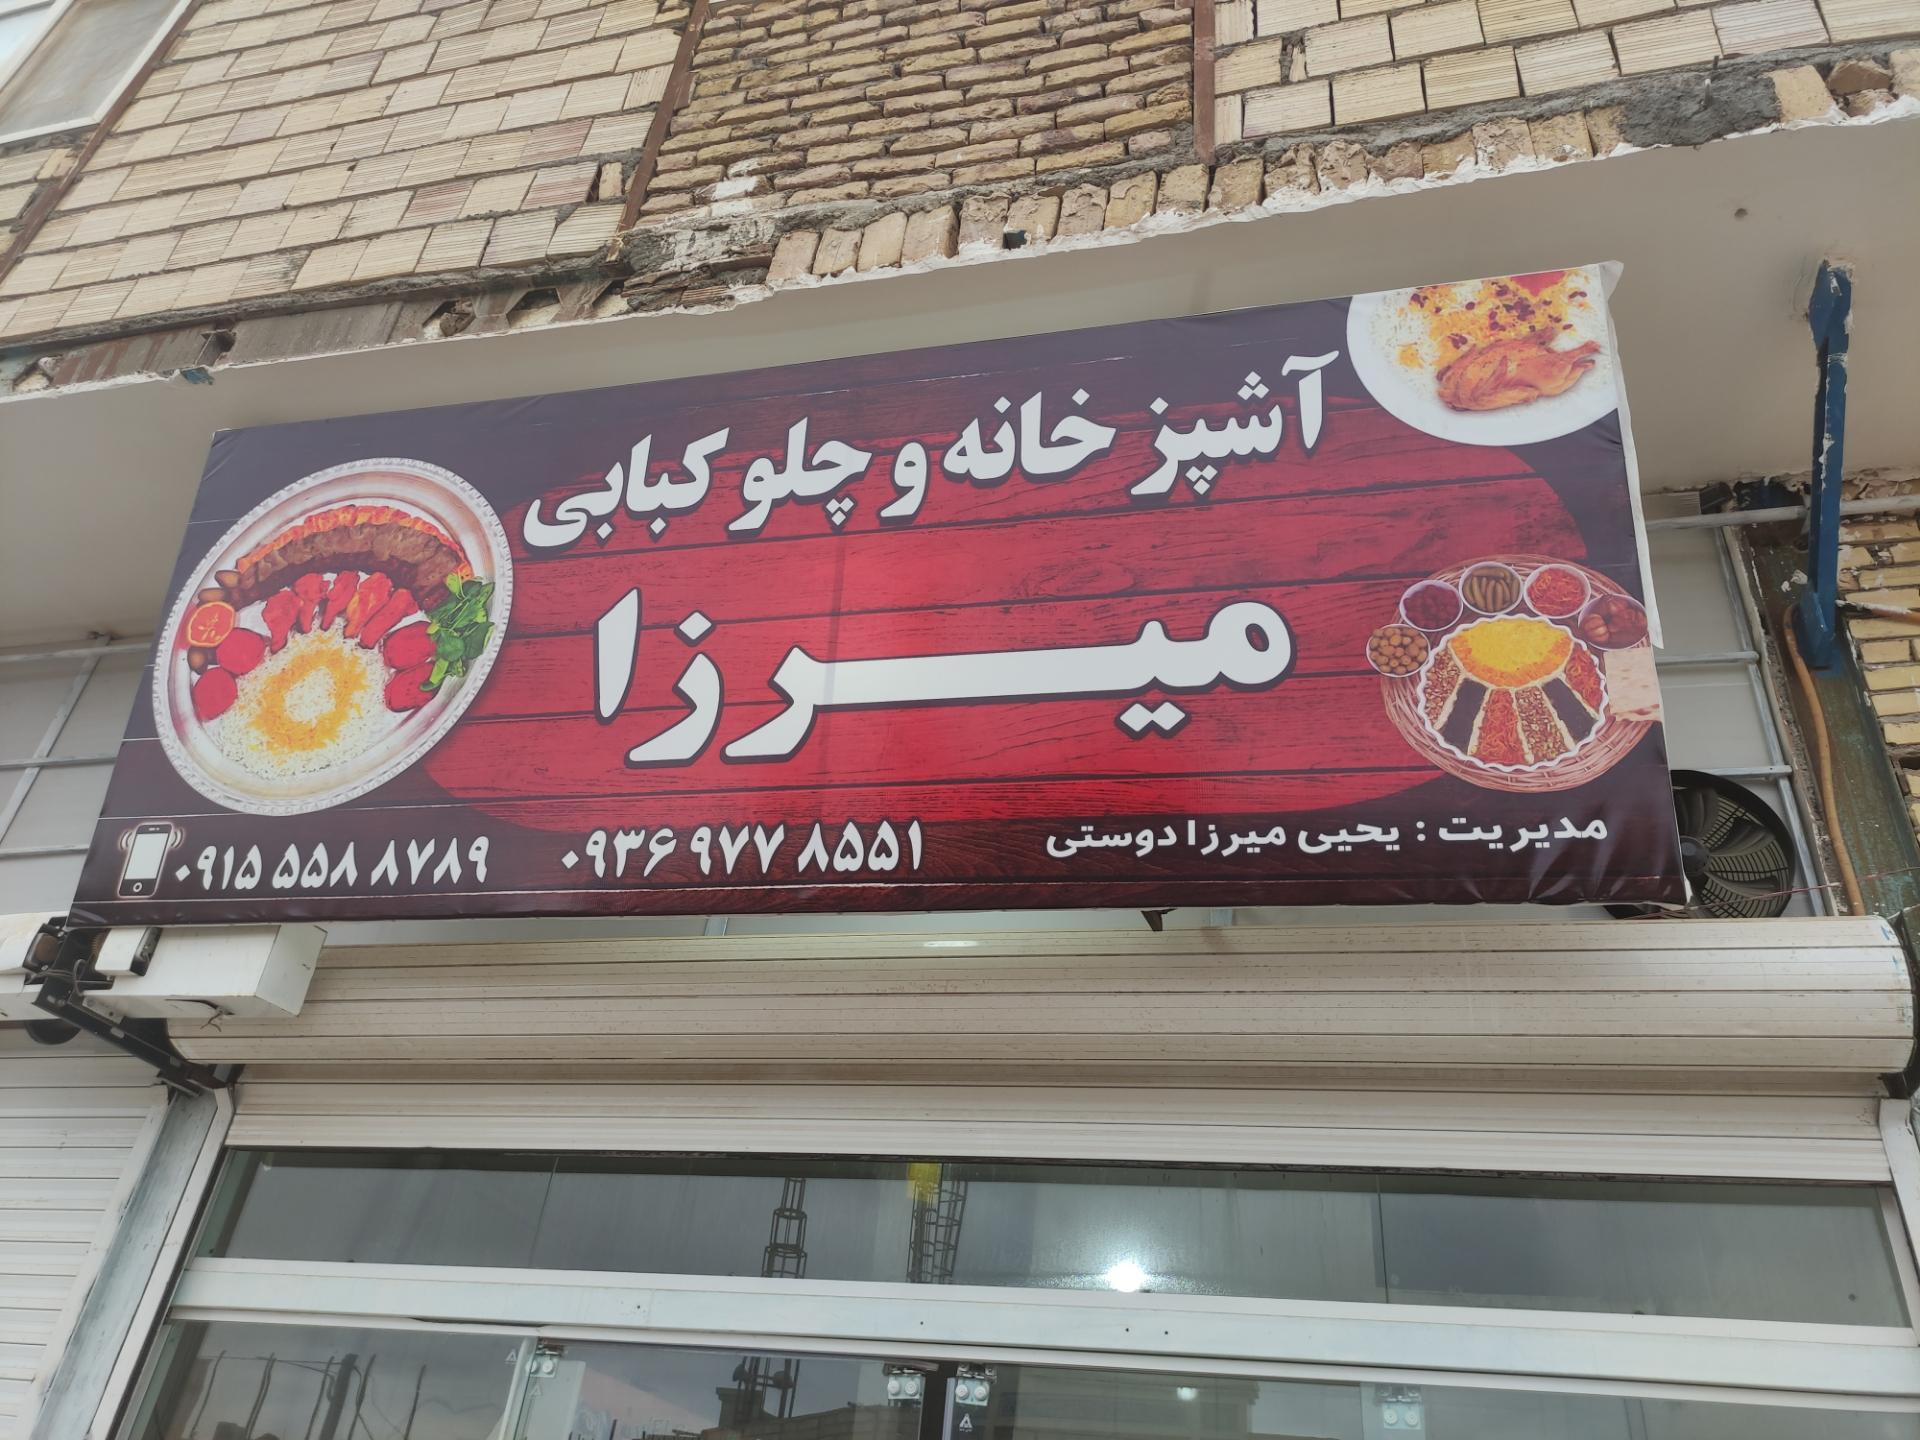 آشپز خانه و چلو کبابی
میرزا
مدیریت : یحیی میرزا دوستی
۰۹۳۶ ۹۷۷ ۸۵۵۱
۰۹۱۵ ۵۵۸ ۸۷۸۹